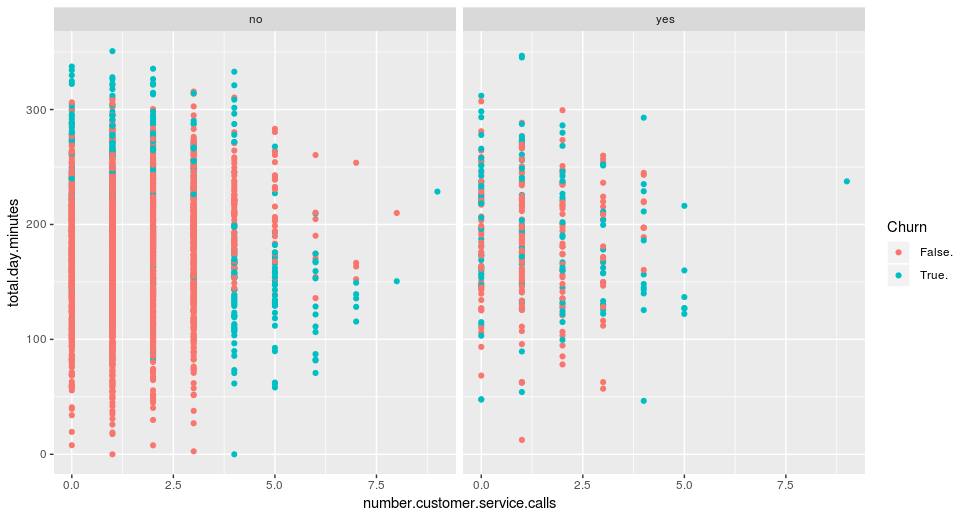 no yes
300
200
100
0
total.day.minutes
0.0 2.5 5.0 7.5 0.0 2.5 5.0 7.5
number.customer.service.calls
Churn
False.
True.